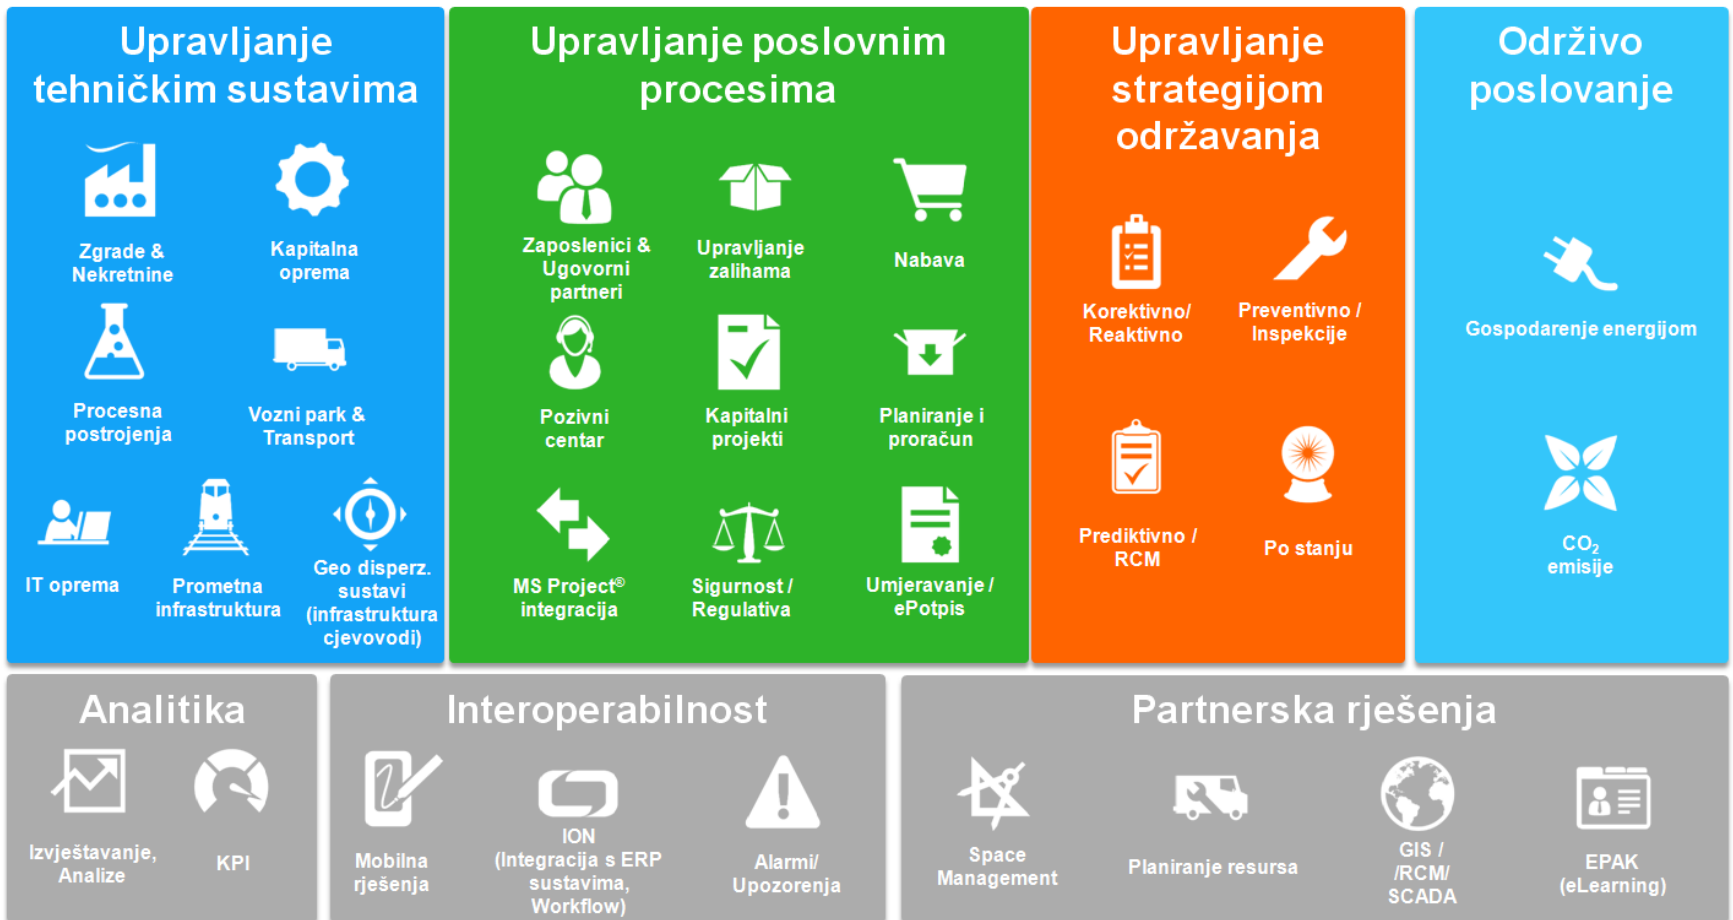 Upravljanje
tehničkim sustavima
Zgrade &
Nekretnine
Kapitalna
oprema
Procesna
postrojenja
Vozni park &
Transport
IT oprema
Prometna
infrastruktura
Geo disperz.
sustavi
(infrastruktura
cjevovodi)
Upravljanje poslovnim
procesima
Zaposlenici &
Ugovorni
partneri
Upravljanje
zalihama
Nabava
Pozivni
centar
Kapitalni
projekti
Planiranje i
proračun
MS Project®
integracija
Sigurnost /
Regulativa
Umjeravanje /
ePotpis
Upravljanje
strategijom
održavanja
Korektivno/
Reaktivno
Preventivno /
Inspekcije
Prediktivno /
RCM
Po stanju
Održivo
poslovanje
Gospodarenje energijom
CO₂
emisije
Analitika
Izvještavanje,
Analize
KPI
Interoperabilnost
Mobilna
rješenja
ION
(Integracija s ERP
sustavima,
Workflow)
Alarmi/
Upozorenja
Partnerska rješenja
Space
Management
Planiranje resursa
GIS /
/RCM/
SCADA
EPAK
(eLearning)